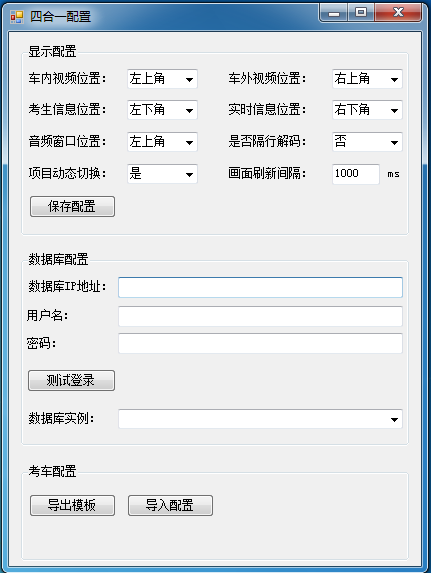 四合一配置
显示配置
车内视频位置： 左上角 车外视频位置： 右上角
考生信息位置： 左下角 实时信息位置： 右下角
音频窗口位置： 左上角 是否隔行解码： 否
项目动态切换： 是 画面刷新间隔： 1000 ms
保存配置
数据库配置
数据库IP地址：
用户名：
密码：
测试登录
数据库实例：
考车配置
导出模板 导入配置